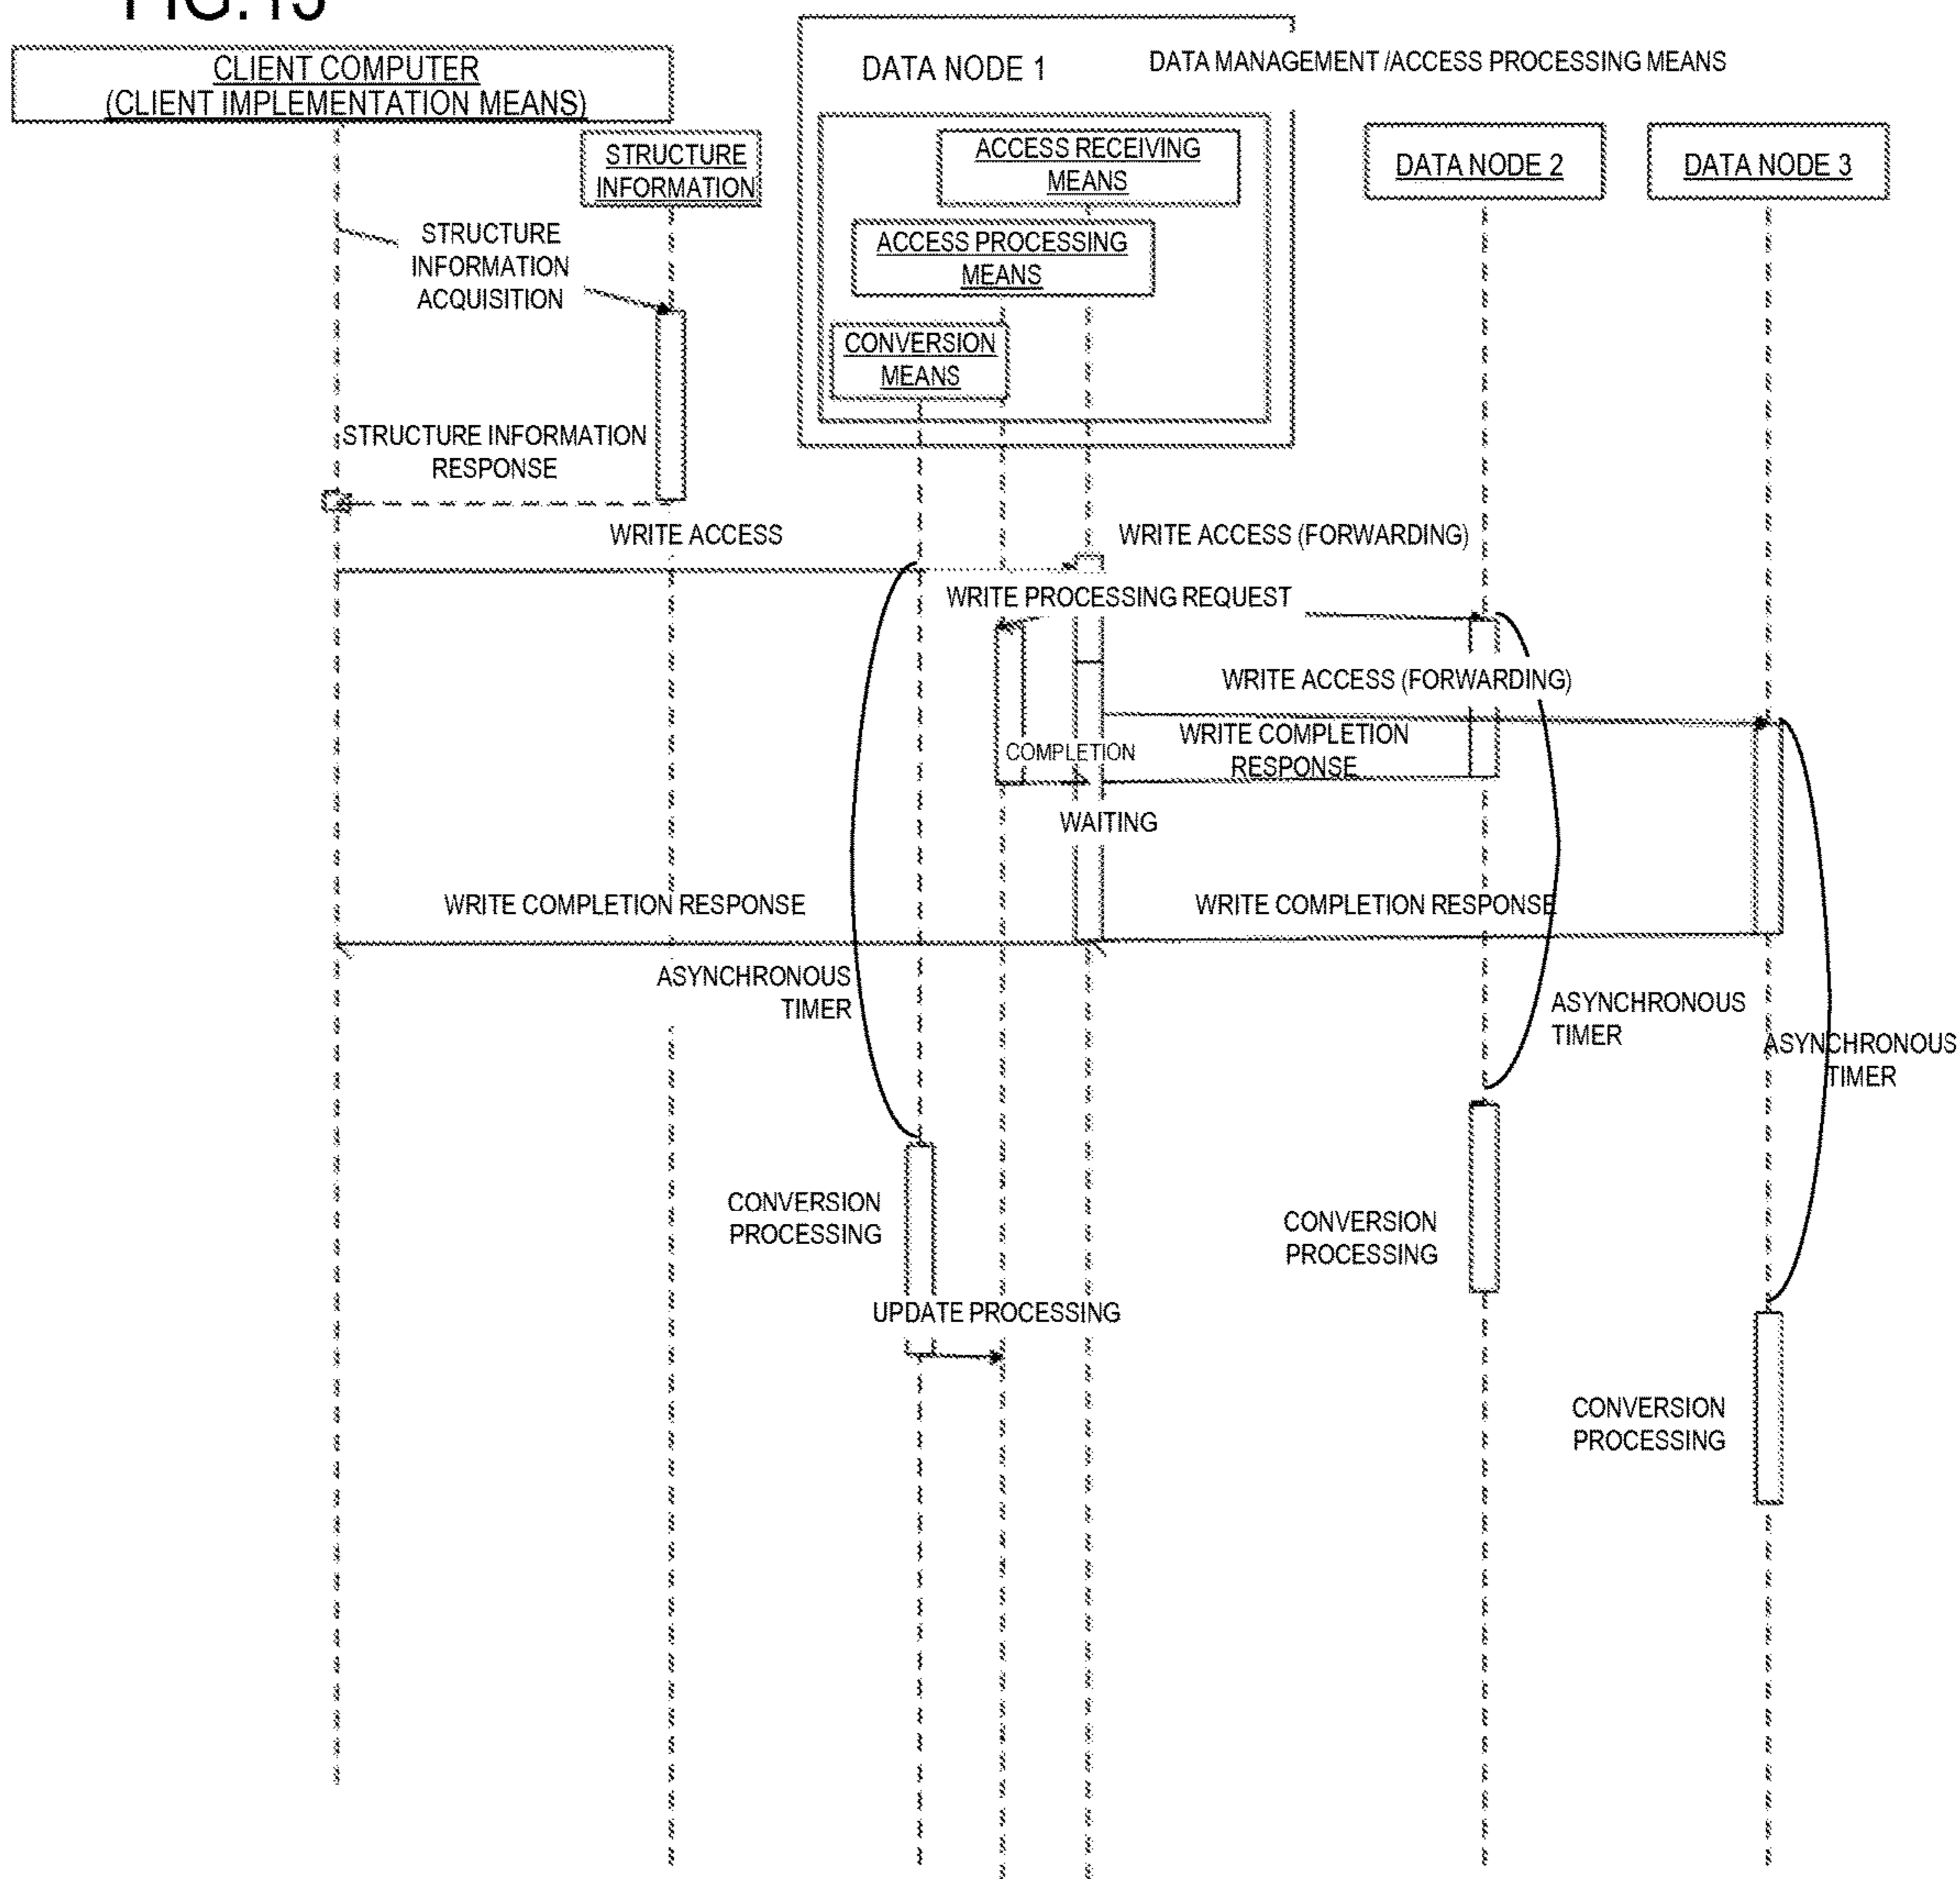 FIG.15
CLIENT COMPUTER
(CLIENT IMPLEMENTATION MEANS)
DATA NODE 1
DATA MANAGEMENT /ACCESS PROCESSING MEANS
STRUCTURE
INFORMATION
ACCESS RECEIVING
MEANS
DATA NODE 2
DATA NODE 3
STRUCTURE
INFORMATION
ACQUISITION
ACCESS PROCESSING
MEANS
CONVERSION
MEANS
STRUCTURE INFORMATION
RESPONSE
WRITE ACCESS
WRITE ACCESS (FORWARDING)
WRITE PROCESSING REQUEST
WRITE ACCESS (FORWARDING)
COMPLETION
WRITE COMPLETION
RESPONSE
WAITING
WRITE COMPLETION RESPONSE
WRITE COMPLETION RESPONSE
ASYNCHRONOUS
TIMER
ASYNCHRONOUS
TIMER
ASYNCHRONOUS
TIMER
CONVERSION
PROCESSING
CONVERSION
PROCESSING
UPDATE PROCESSING
CONVERSION
PROCESSING